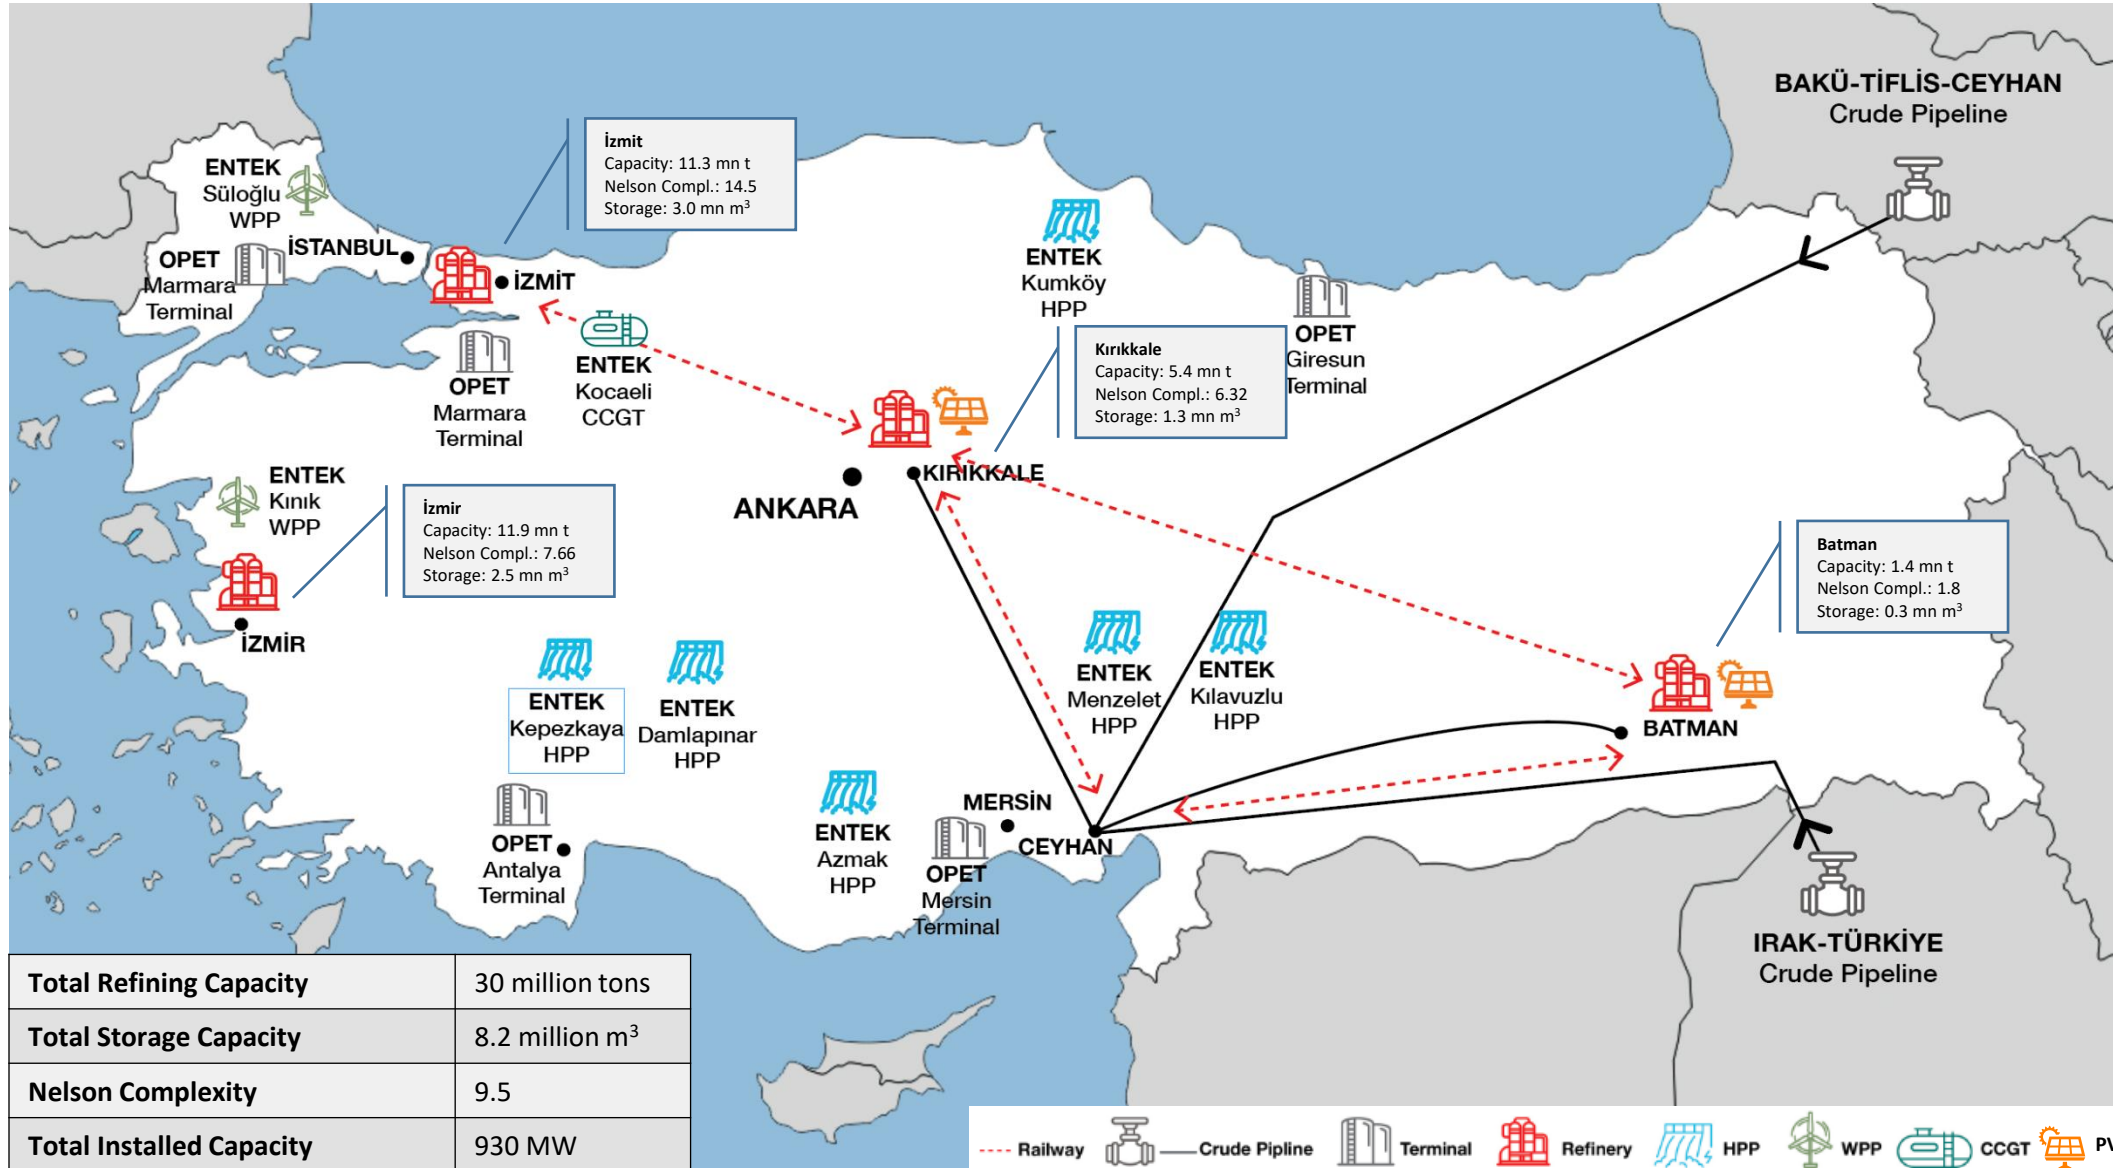 BAKÜ-TİFLİS-CEYHAN
Crude Pipeline
İzmit
Capacity: 11.3 mn t
Nelson Compl.: 14.5
Storage: 3.0 mn m³
ENTEK
Süloğlu
WPP
OPET
Marmara
Terminal
İSTANBUL
İZMİT
ENTEK
Kumköy
HPP
OPET
Giresun
Terminal
OPET
Marmara
Terminal
ENTEK
Kocaeli
CCGT
Kırıkkale
Capacity: 5.4 mn t
Nelson Compl.: 6.32
Storage: 1.3 mn m³
KIRIKKALE
ANKARA
ENTEK
Kınık
WPP
İzmir
Capacity: 11.9 mn t
Nelson Compl.: 7.66
Storage: 2.5 mn m³
İZMİR
Batman
Capacity: 1.4 mn t
Nelson Compl.: 1.8
Storage: 0.3 mn m³
BATMAN
ENTEK
Kepezkaya
HPP
ENTEK
Damlapınar
HPP
ENTEK
Menzelet
HPP
ENTEK
Kılavuzlu
HPP
OPET
Antalya
Terminal
ENTEK
Azmak
HPP
MERSİN
CEYHAN
OPET
Mersin
Terminal
IRAK-TÜRKİYE
Crude Pipeline
Total Refining Capacity 30 million tons
Total Storage Capacity 8.2 million m³
Nelson Complexity 9.5
Total Installed Capacity 930 MW
Railway Crude Pipline Terminal Refinery HPP WPP CCGT PV